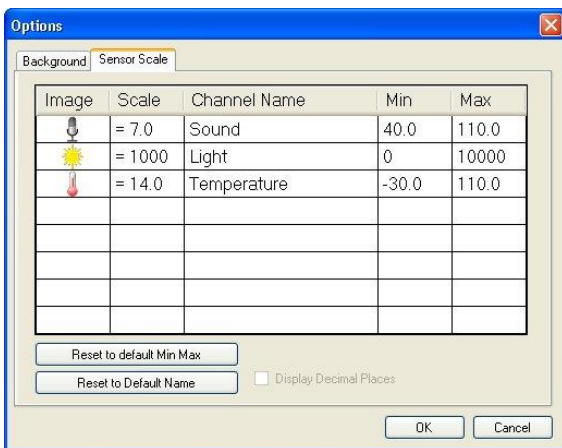 Options
Background Sensor Scale
Image Scale Channel Name Min Max
= 7.0 Sound 40.0 110.0
= 1000 Light 0 10000
= 14.0 Temperature -30.0 110.0
Reset to default Min Max
Reset to Default Name Display Decimal Places
OK Cancel